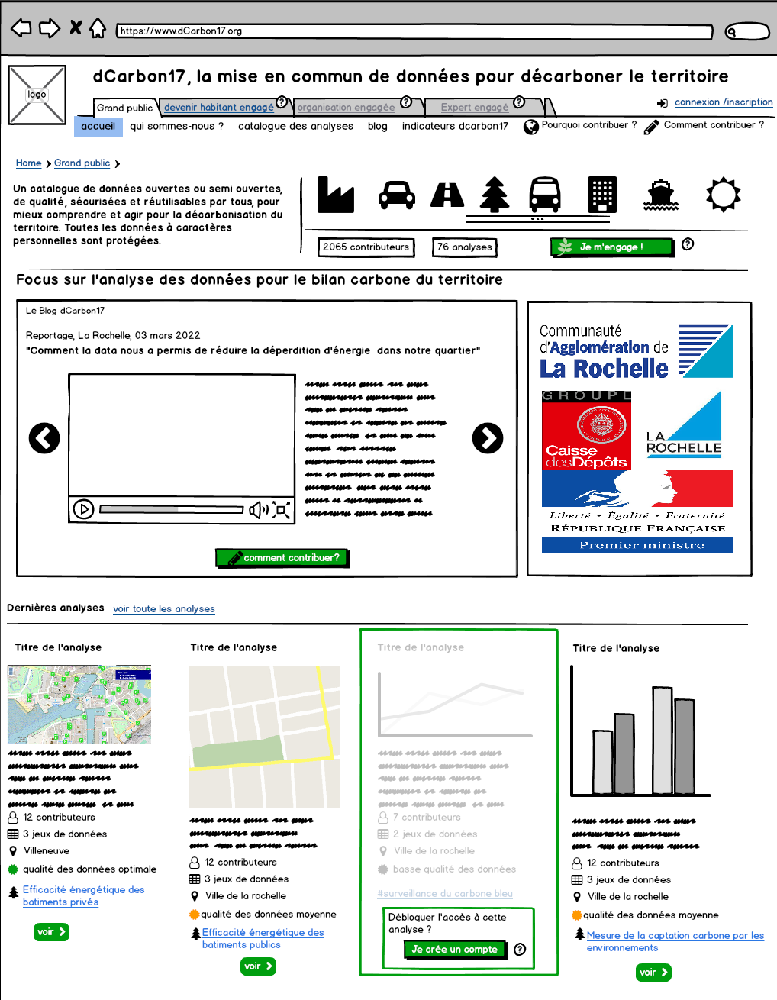 https://www.dCarbon17.org
logo
dCarbon17, la mise en commun de données pour décarboner le territoire
Grand public devenir habitant engagé ? organisation engagée ? Expert engagé ? connexion /inscription
accueil qui sommes-nous ? catalogue des analyses blog indicateurs dcarbon17 Pourquoi contribuer ? Comment contribuer ?
Home Grand public
Un catalogue de données ouvertes ou semi ouvertes,
de qualité, sécurisées et réutilisables par tous, pour
mieux comprendre et agir pour la décarbonisation du
territoire. Toutes les données à caractères
personnelles sont protégées.
...
2065 contributeurs 76 analyses Je m'engage ! ?
Focus sur l'analyse des données pour le bilan carbone du territoire
Le Blog dCarbon17
Reportage, La Rochelle, 03 mars 2022
"Comment la data nous a permis de réduire la déperdition d'énergie dans notre quartier"
comment contribuer?
Communauté
d'Agglomération de
La Rochelle
GROUPE
Caisse
desDépôts
LA
ROCHELLE
Liberté • Égalité • Fraternité
RÉPUBLIQUE FRANÇAISE
Premier ministre
Dernières analyses voir toute les analyses
Titre de l'analyse
12 contributeurs
3 jeux de données
Villeneuve
qualité des données optimale
Efficacité énergétique des
batiments privés
voir
Titre de l'analyse
12 contributeurs
3 jeux de données
Ville de la rochelle
qualité des données moyenne
Efficacité énergétique des
batiments publics
voir
Titre de l'analyse
7 contributeurs
2 jeux de données
Ville de la rochelle
basse qualité des données
#surveillance du carbone bleu
Débloquer l'accès à cette
analyse ?
Je crée un compte ?
Titre de l'analyse
12 contributeurs
3 jeux de données
Ville de la rochelle
qualité des données moyenne
Mesure de la captation carbone par les
environnements
voir